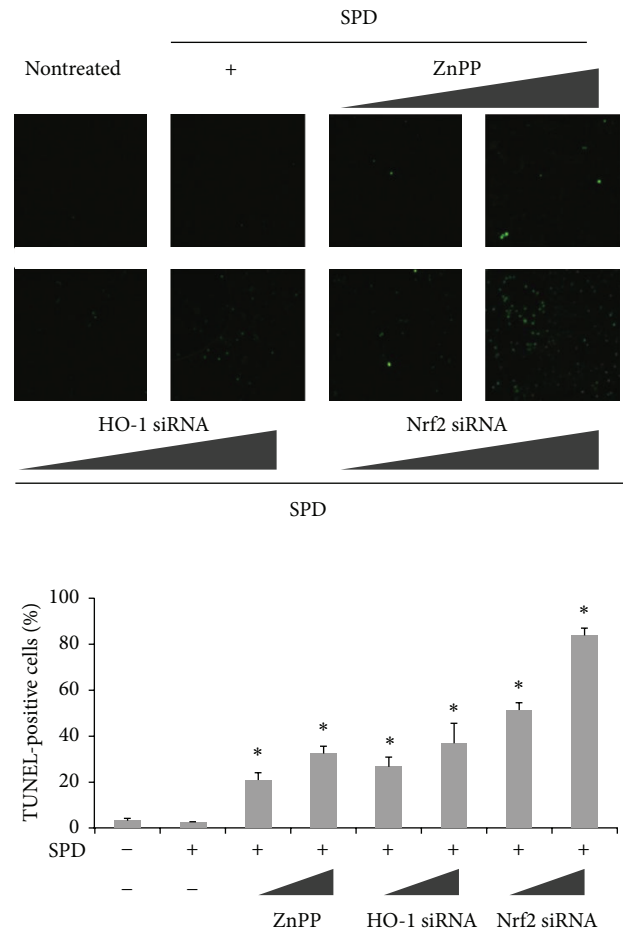 SPD
Nontreated + ZnPP
HO-1 siRNA Nrf2 siRNA
SPD
TUNEL-positive cells (%)
100
80
60
40
20
0
* * * * * *
SPD − + + + + + + +
− −
ZnPP HO-1 siRNA Nrf2 siRNA